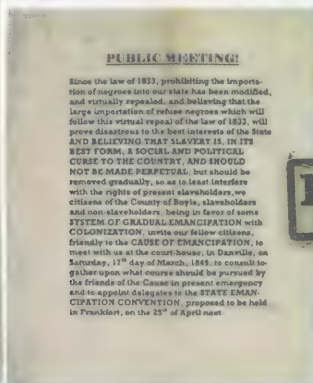 PUBLIC MEETING!
Since the law of 1833, prohibiting the importa-
tion of negroes into our state has been modified,
and virtually repealed, and believing that the
large importation of refuse negroes which will
follow this virtual repeal of the law of 1833, will
prove disastrous to the best interests of the State
AND BELIEVING THAT SLAVERY IS, IN ITS
BEST FORM, A SOCIAL AND POLITICAL
CURSE TO THE COUNTRY, AND SHOULD
NOT BE MADE PERPETUAL, but should be
removed gradually, so as to least interfere
with the rights of present slaveholders, we
citizens of the County of Boyle, slaveholders
and non-slaveholders, being in favor of some
SYSTEM OF GRADUAL EMANCIPATION with
COLONIZATION, invite our fellow citizens,
friendly to the CAUSE OF EMANCIPATION, to
meet with us at the court-house, in Danville, on
Saturday, 17th day of March, 1849, to consult to-
gether upon what course should be pursued by
the friends of the Cause in present emergency
and to appoint delegates to the STATE EMAN-
CIPATION CONVENTION, proposed to be held
in Frankfort, on the 25th of April next